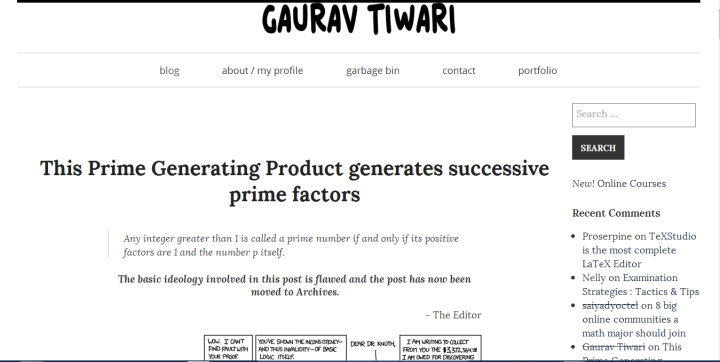 GAURAV TIWARI
blog about / my profile garbage bin contact portfolio
Search ...
SEARCH
New! Online Courses
This Prime Generating Product generates successive
prime factors
Any integer greater than 1 is called a prime number if and only if its positive
factors are 1 and the number p itself.
The basic ideology involved in this post is flawed and the post has now been
moved to Archives.
- The Editor
WOW. I CAN'T
FIND FAULT WITH
YOUR PROOF.
YOU'VE SHOWN THE INCONSISTENCY—
AND THUS INVALIDITY—OF BASIC
LOGIC ITSELF.
DEAR DR. KNUTH,
I AM WRITING TO COLLECT
FROM YOU THE $3,372,564.48
I AM OWED FOR DISCOVERING
Recent Comments
Proserpine on TeXStudio
is the most complete
LaTeX Editor
Nelly on Examination
Strategies : Tactics & Tips
saiyadyoctel on 8 big
online communities a
math major should join
Gaurav Tiwari on This
Prime Generating